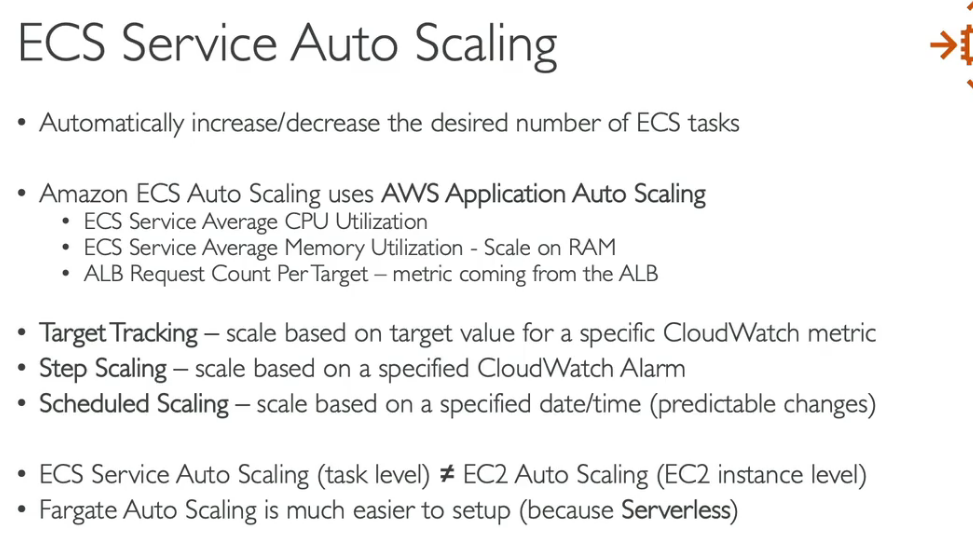 ECS Service Auto Scaling
• Automatically increase/decrease the desired number of ECS tasks
• Amazon ECS Auto Scaling uses AWS Application Auto Scaling
• ECS Service Average CPU Utilization
• ECS Service Average Memory Utilization - Scale on RAM
• ALB Request Count Per Target – metric coming from the ALB
• Target Tracking – scale based on target value for a specific CloudWatch metric
• Step Scaling – scale based on a specified CloudWatch Alarm
• Scheduled Scaling – scale based on a specified date/time (predictable changes)
• ECS Service Auto Scaling (task level) ≠ EC2 Auto Scaling (EC2 instance level)
• Fargate Auto Scaling is much easier to setup (because Serverless)